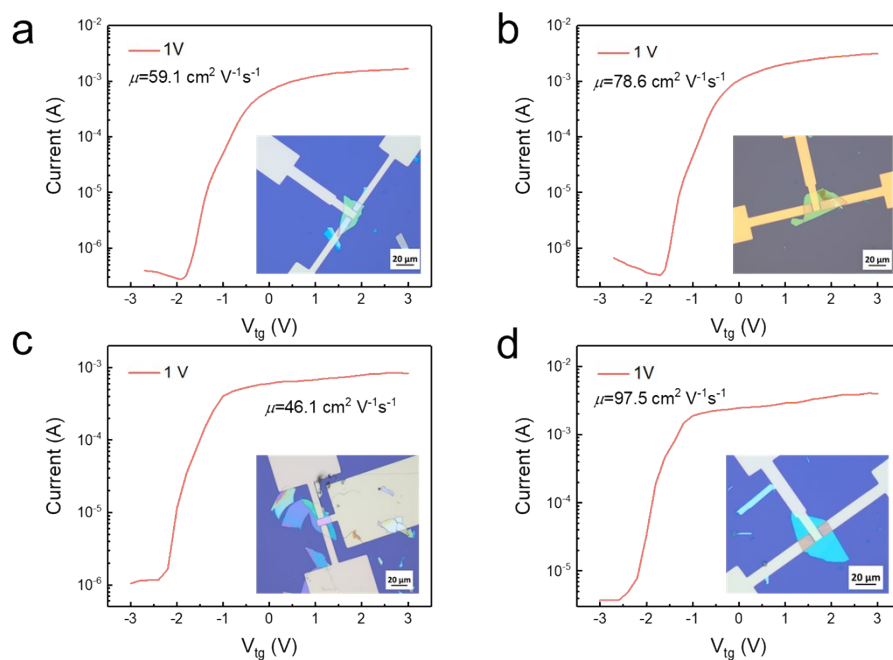 a
10⁻²
10⁻³
10⁻⁴
10⁻⁵
10⁻⁶
Current (A)
1V
μ=59.1 cm² V⁻¹s⁻¹
20 μm
-3 -2 -1 0 1 2 3
Vtg (V)
b
10⁻²
10⁻³
10⁻⁴
10⁻⁵
10⁻⁶
Current (A)
1 V
μ=78.6 cm² V⁻¹s⁻¹
20 μm
-3 -2 -1 0 1 2 3
Vtg (V)
c
10⁻³
10⁻⁴
10⁻⁵
10⁻⁶
Current (A)
1 V
μ=46.1 cm² V⁻¹s⁻¹
20 μm
-3 -2 -1 0 1 2 3
Vtg (V)
d
10⁻²
10⁻³
10⁻⁴
10⁻⁵
Current (A)
1V
μ=97.5 cm² V⁻¹s⁻¹
20 μm
-3 -2 -1 0 1 2 3
Vtg (V)